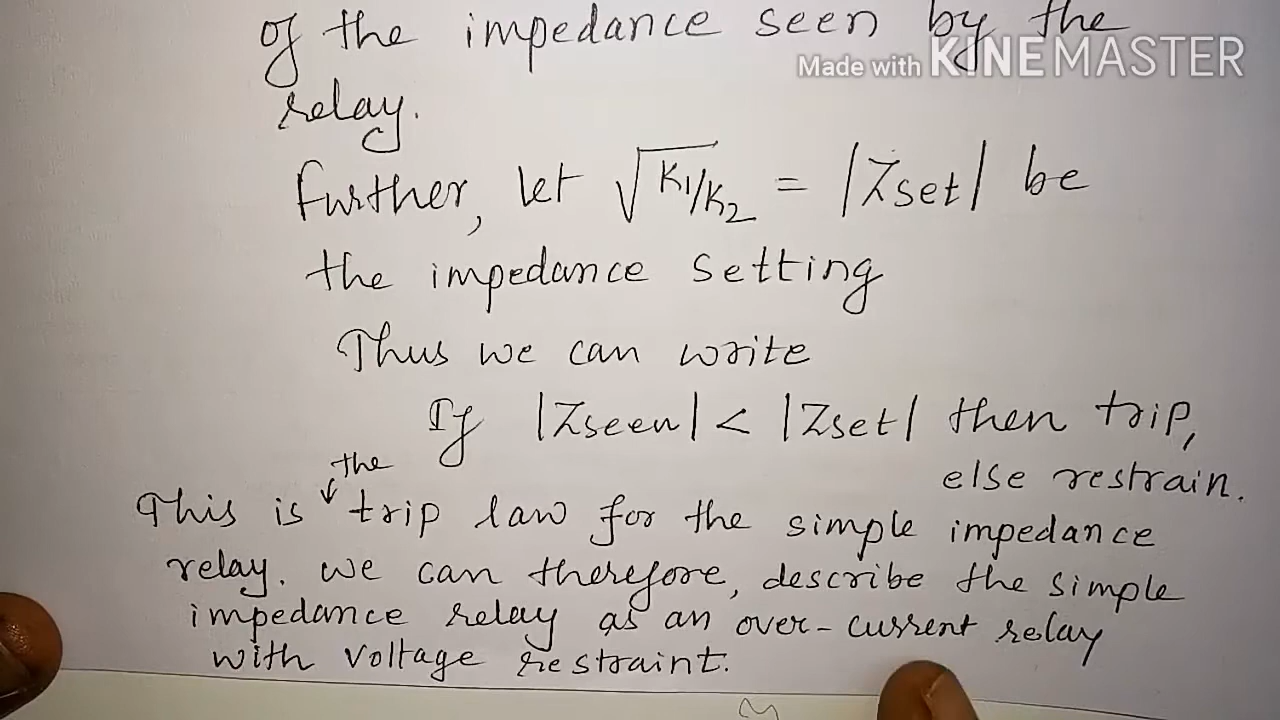 of the impedance seen by the
Made with KINEMASTER
relay.
Further, let √K1/K2 = |Zset| be
the impedance setting
Thus we can write
If |Zseen| < |Zset| then trip,
else restrain.
the
This is trip law for the simple impedance
relay. we can therefore, describe the simple
impedance relay as an over-current relay
with voltage restraint.